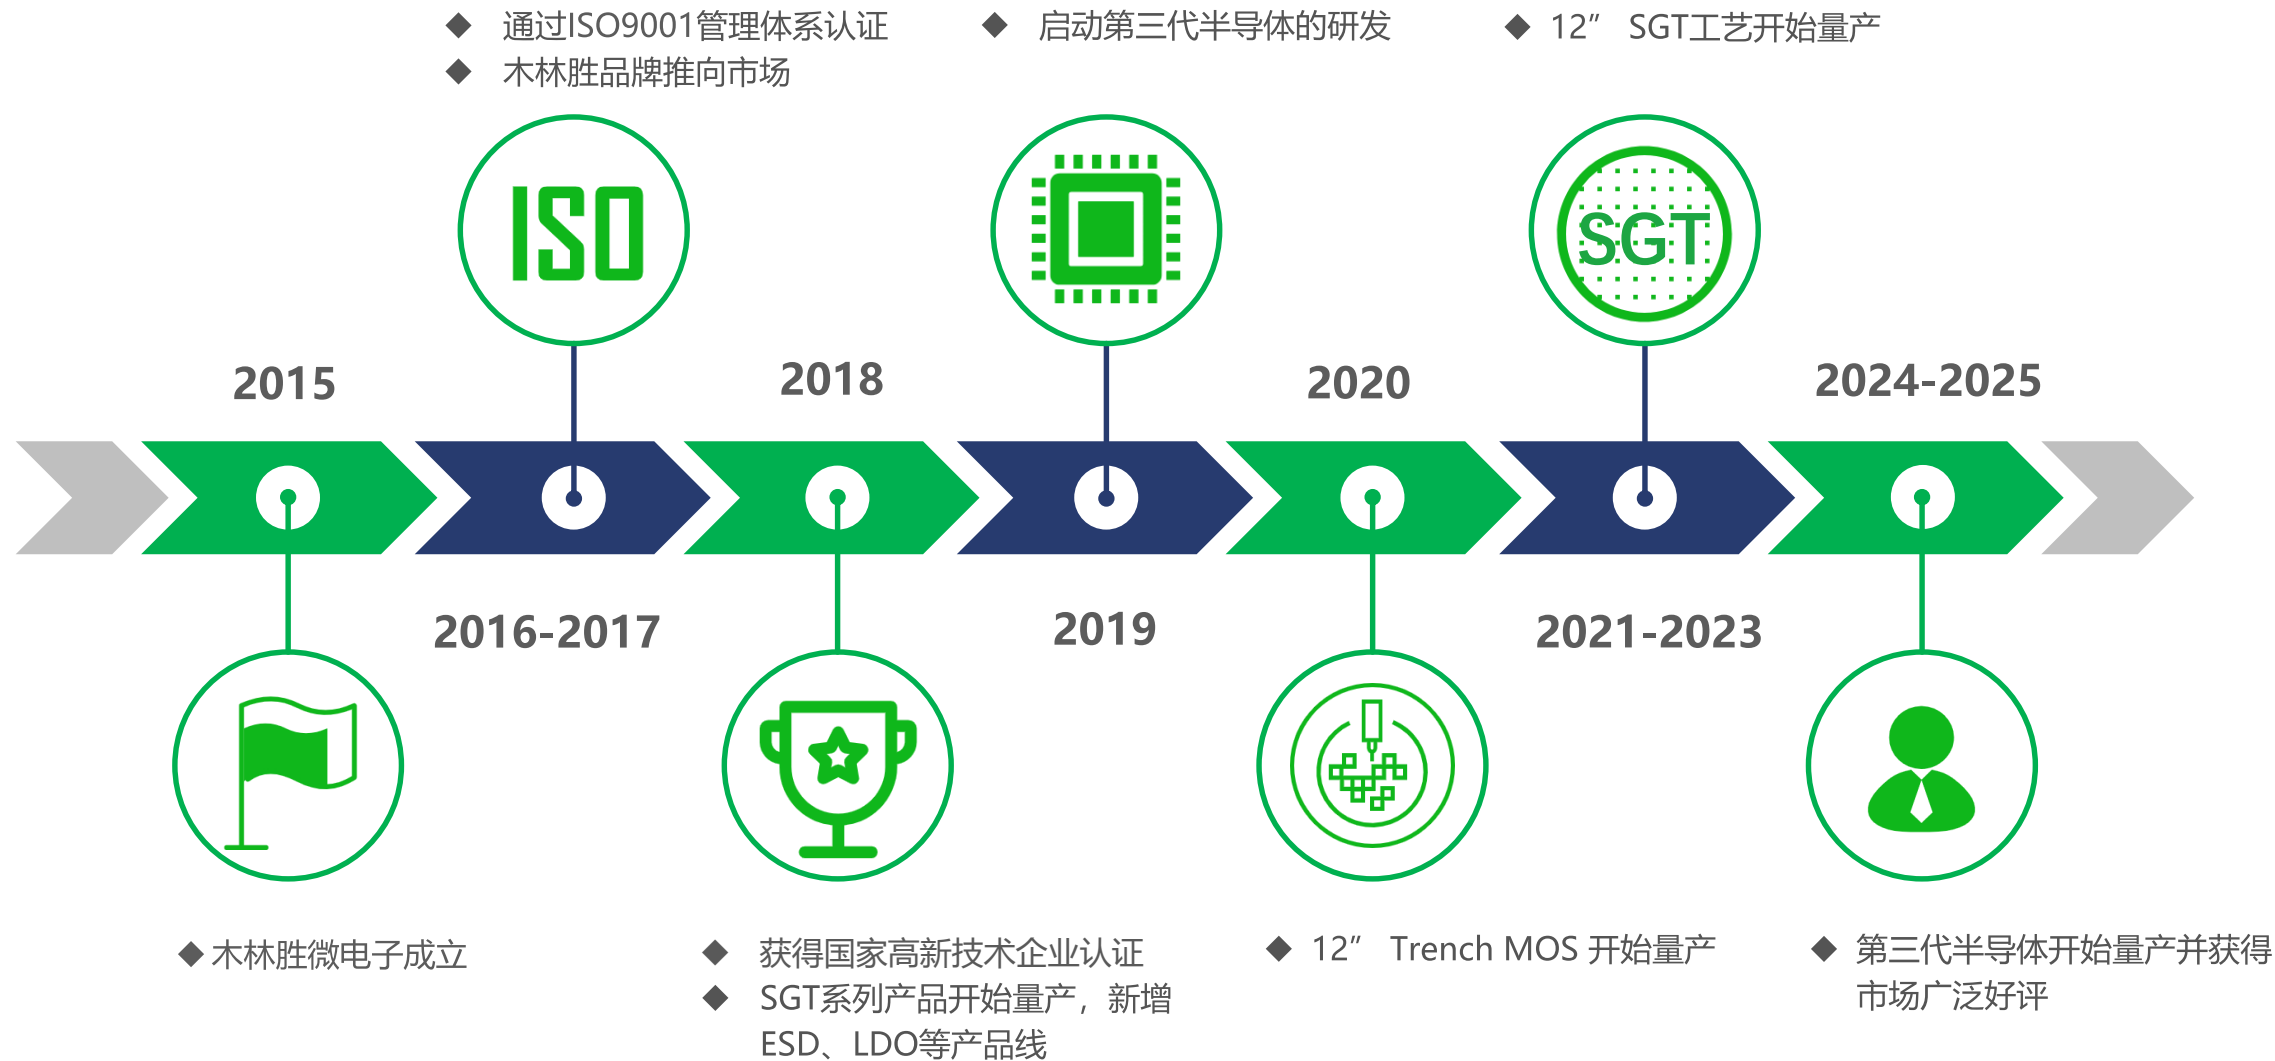 ◆ 通过ISO9001管理体系认证
◆ 木林胜品牌推向市场
◆ 启动第三代半导体的研发
◆ 12” SGT工艺开始量产
ISO
SGT
2015
2018
2020
2024-2025
2016-2017
2019
2021-2023
◆ 木林胜微电子成立
◆ 获得国家高新技术企业认证
◆ SGT系列产品开始量产，新增
ESD、LDO等产品线
◆ 12” Trench MOS 开始量产
◆ 第三代半导体开始量产并获得
市场广泛好评